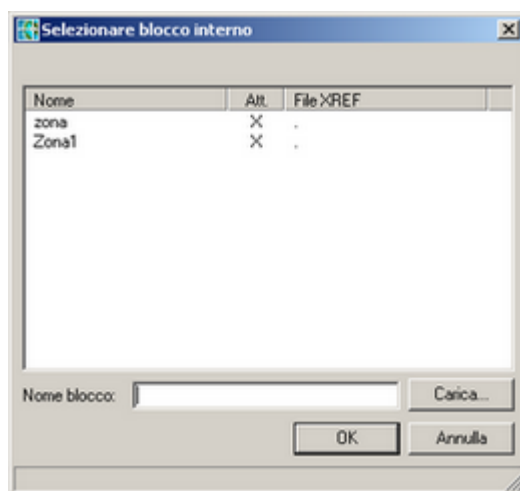 Selezionare blocco interno
Nome Att. File XREF
zona X .
Zona1 X .
Nome blocco: Carica...
OK Annulla